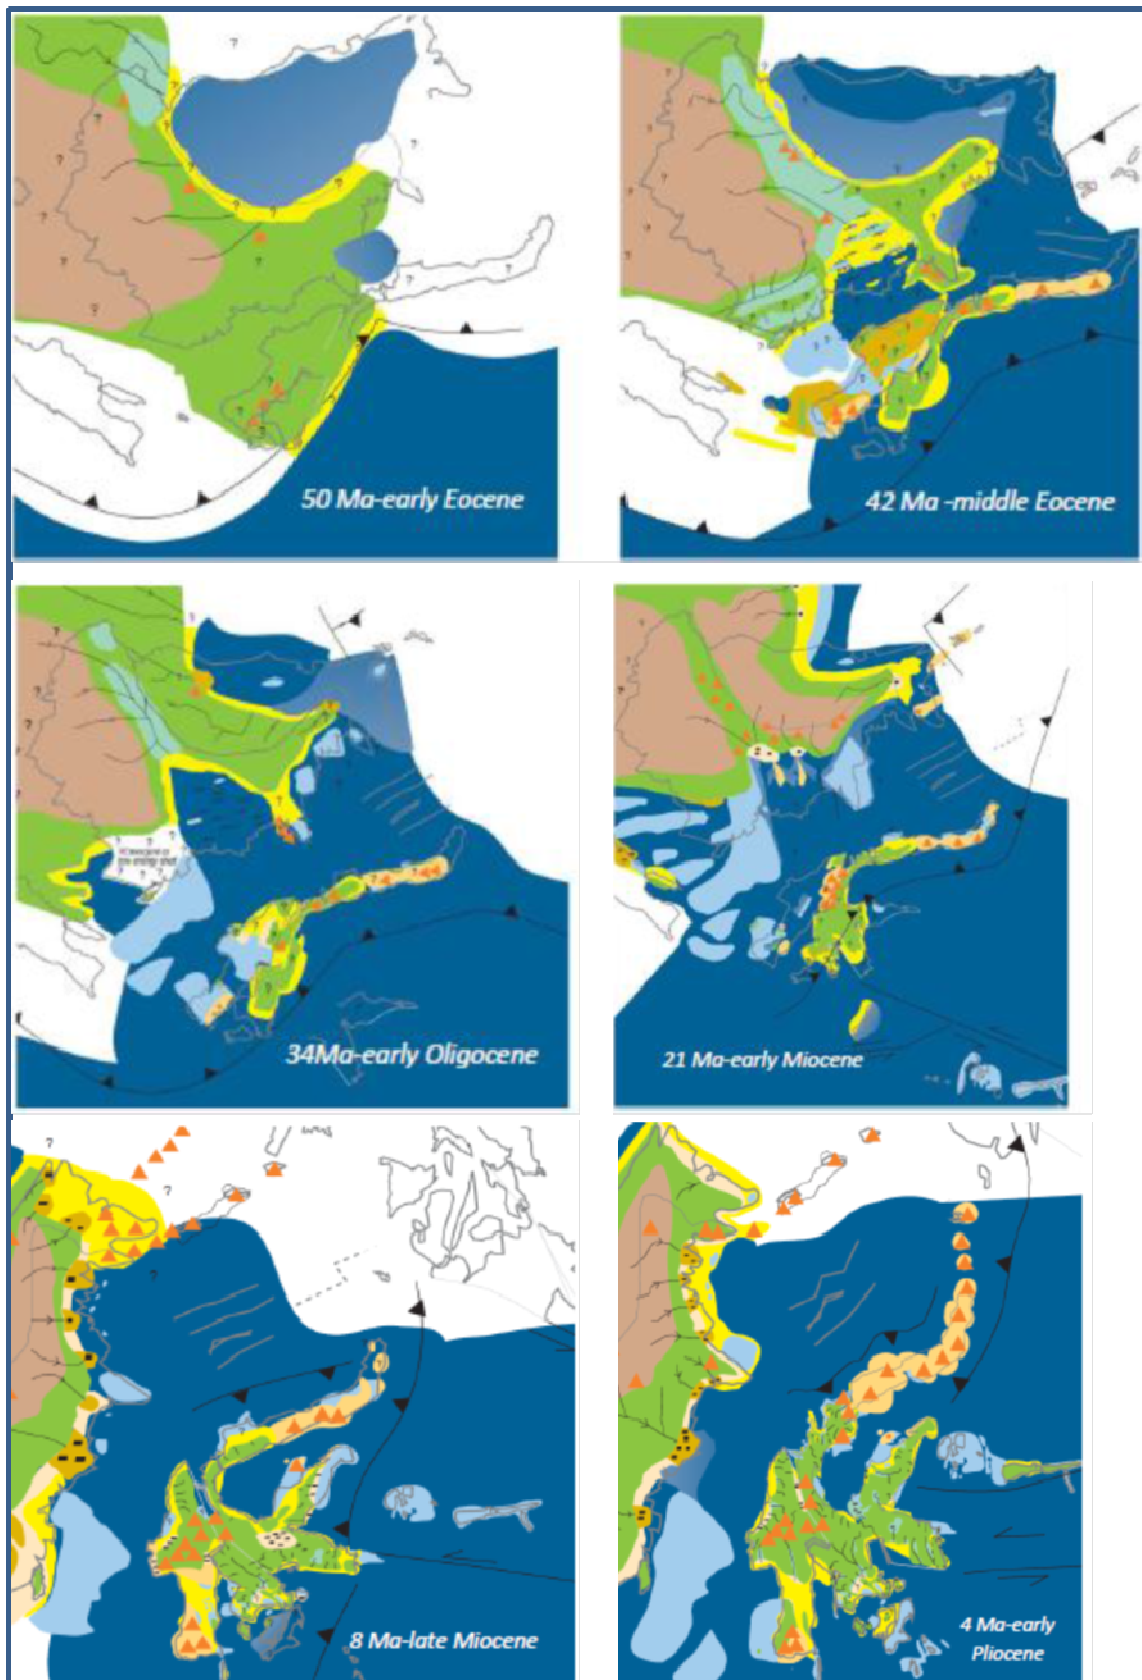 50 Ma-early Eocene
42 Ma -middle Eocene
34Ma-early Oligocene
21 Ma-early Miocene
8 Ma-late Miocene
4 Ma-early
Pliocene